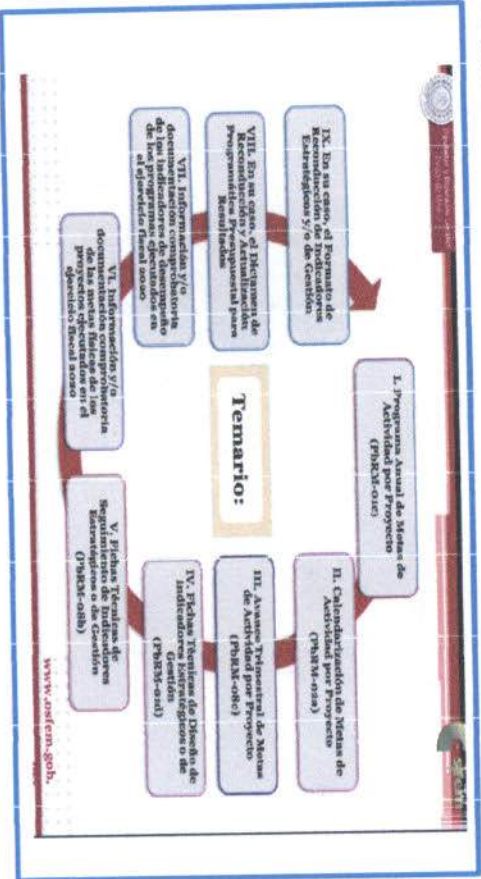 Temario:
I. Programa Anual de Metas de
Actividad por Proyecto
(PbRM-01c)
II. Calendarización de Metas de
Actividad por Proyecto
(PbRM-02a)
III. Avance Trimestral de Metas
de Actividad por Proyecto
(PbRM-08c)
IV. Fichas Técnicas de Diseño de
indicadores Estratégicos o de
Gestión
(PbRM-01d)
V. Fichas Técnicas de
Seguimiento de Indicadores
Estratégicos o de Gestión
(PbRM-08b)
VI. Información y/o
documentación comprobatoria
de las metas físicas de los
proyectos ejecutados en el
ejercicio fiscal 2020
VII. Información y/o
documentación comprobatoria
de los indicadores de desempeño
de los programas ejecutados en
el ejercicio fiscal 2020
VIII. En su caso, el Dictamen de
Reconducción y Actualización
Programática Presupuestal para
Resultados
IX. En su caso, el Formato de
Reconducción de Indicadores
Estratégicos y/o de Gestión
www.osfem.gob.